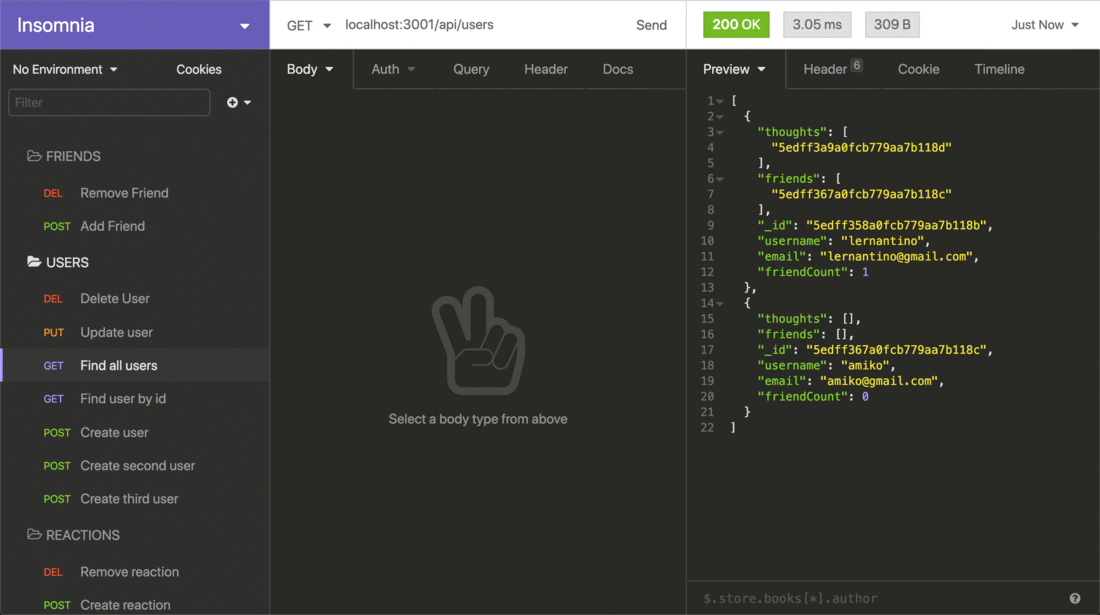 Insomnia
No Environment Cookies
Filter
FRIENDS
DEL Remove Friend
POST Add Friend
USERS
DEL Delete User
PUT Update user
GET Find all users
GET Find user by id
POST Create user
POST Create second user
POST Create third user
REACTIONS
DEL Remove reaction
POST Create reaction
GET localhost:3001/api/users Send
Body Auth Query Header Docs
Select a body type from above
200 OK 3.05 ms 309 B Just Now
Preview Header 6 Cookie Timeline
1 [
2 {
3 "thoughts": [
4 "5edff3a9a0fcb779aa7b118d"
5 ],
6 "friends": [
7 "5edff367a0fcb779aa7b118c"
8 ],
9 "_id": "5edff358a0fcb779aa7b118b",
10 "username": "lernantino",
11 "email": "lernantino@gmail.com",
12 "friendCount": 1
13 },
14 {
15 "thoughts": [],
16 "friends": [],
17 "_id": "5edff367a0fcb779aa7b118c",
18 "username": "amiko",
19 "email": "amiko@gmail.com",
20 "friendCount": 0
21 }
22 ]
$.store.books[*].author ?